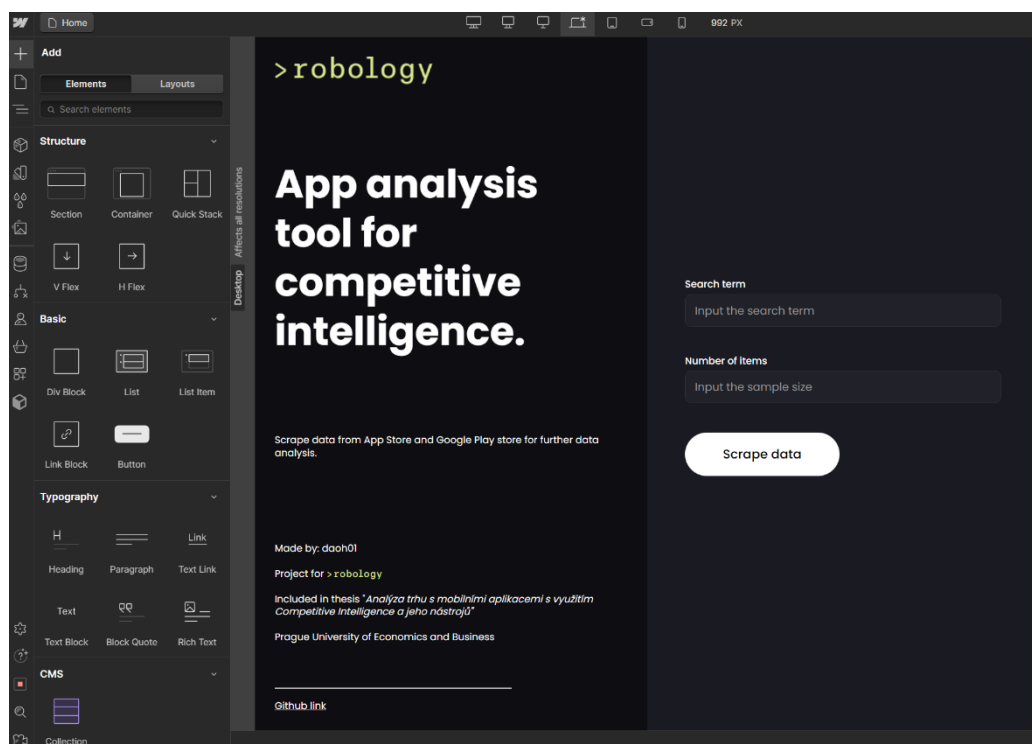 Home
992 PX
Add
Elements
Layouts
Search elements
Structure
Section
Container
Quick Stack
V Flex
H Flex
Basic
Div Block
List
List Item
Link Block
Button
Typography
H
Link
Heading
Paragraph
Text Link
Text
Text Block
Block Quote
Rich Text
CMS
Collection
Affects all resolutions
Desktop
>robology
App analysis
tool for
competitive
intelligence.
Scrape data from App Store and Google Play store for further data
analysis.
Made by: daoh01
Project for >robology
Included in thesis "Analýza trhu s mobilními aplikacemi s využitím
Competitive Intelligence a jeho nástrojů"
Prague University of Economics and Business
Github link
Search term
Input the search term
Number of items
Input the sample size
Scrape data